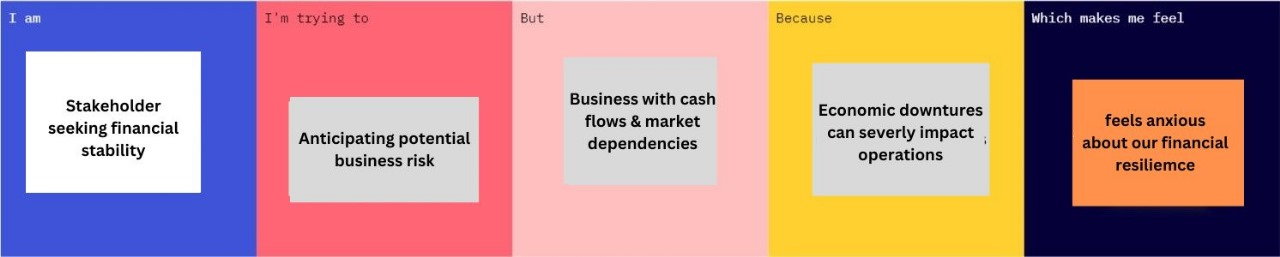 I am
Stakeholder
seeking financial
stability
I'm trying to
Anticipating potential
business risk
But
Business with cash
flows & market
dependencies
Because
Economic downtures
can severly impact
operations
Which makes me feel
feels anxious
about our financial
resiliemce